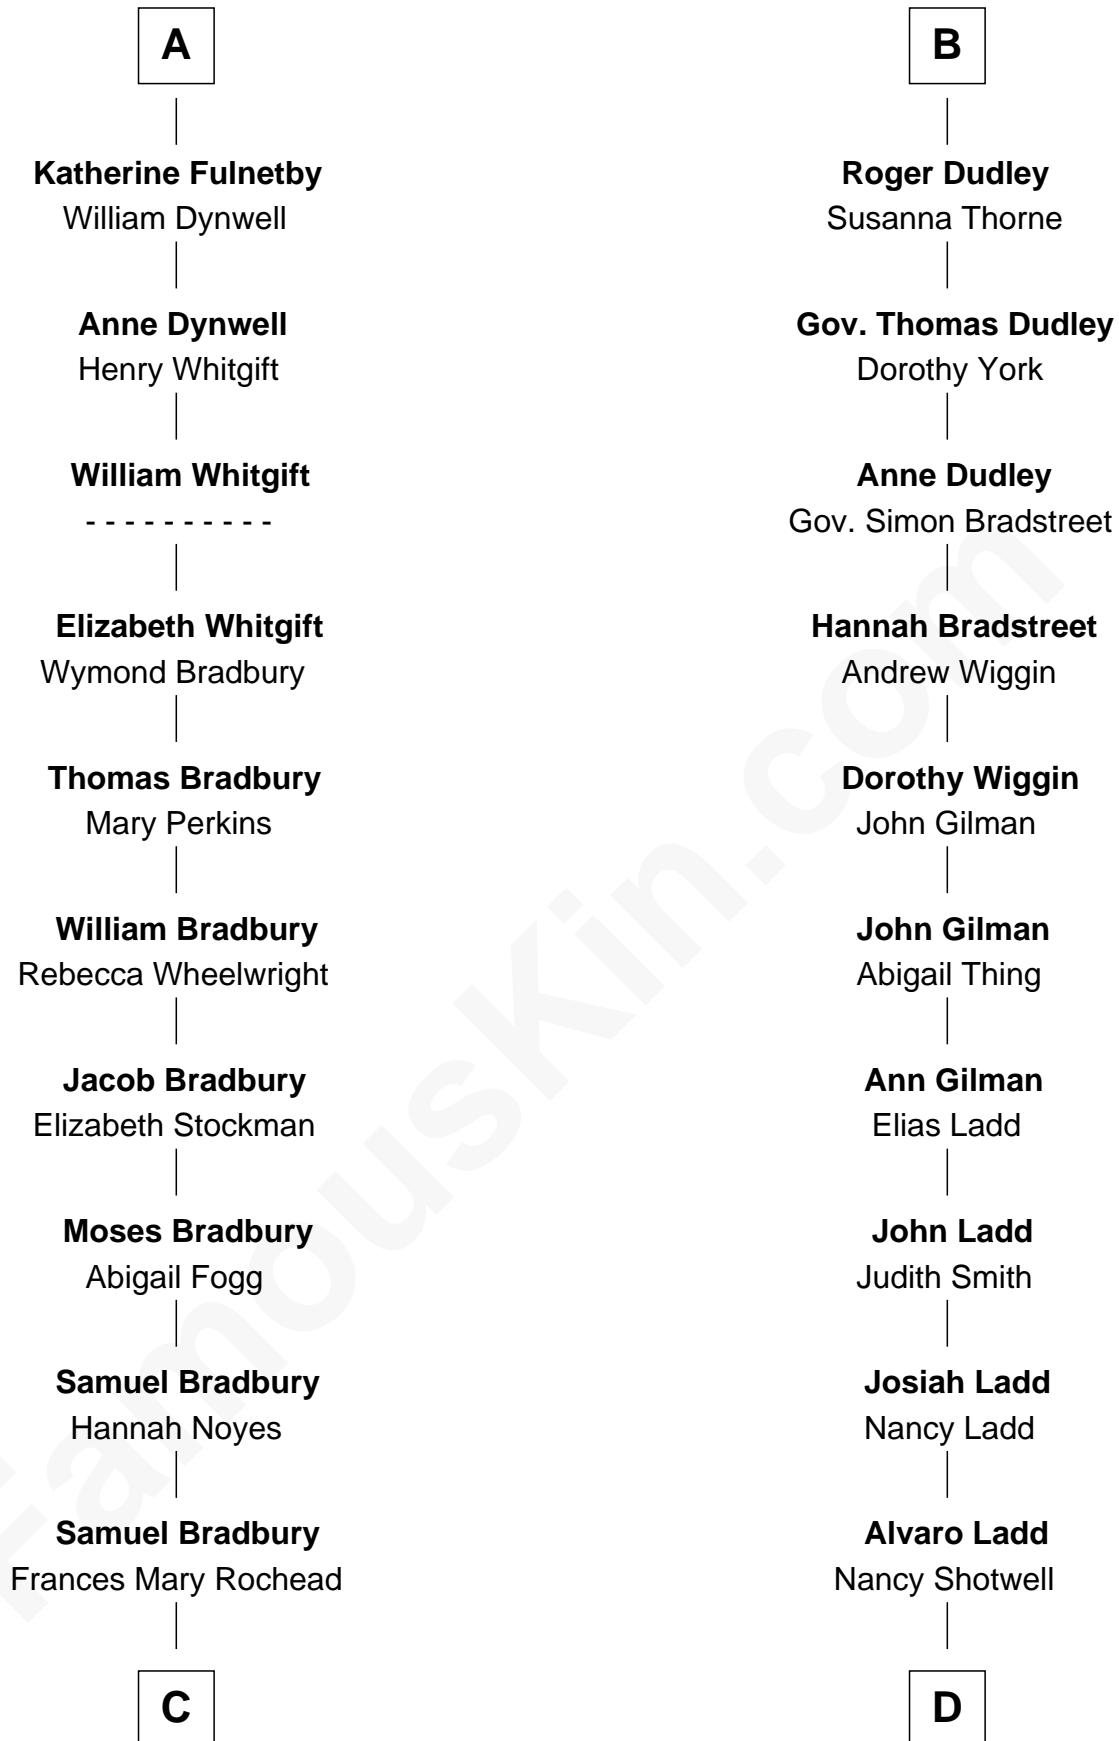 A
Katherine Fulnetby
William Dynwell
Anne Dynwell
Henry Whitgift
William Whitgift
- - - - - - - - - -
Elizabeth Whitgift
Wymond Bradbury
Thomas Bradbury
Mary Perkins
William Bradbury
Rebecca Wheelwright
Jacob Bradbury
Elizabeth Stockman
Moses Bradbury
Abigail Fogg
Samuel Bradbury
Hannah Noyes
Samuel Bradbury
Frances Mary Rochead
C
B
Roger Dudley
Susanna Thorne
Gov. Thomas Dudley
Dorothy York
Anne Dudley
Gov. Simon Bradstreet
Hannah Bradstreet
Andrew Wiggin
Dorothy Wiggin
John Gilman
John Gilman
Abigail Thing
Ann Gilman
Elias Ladd
John Ladd
Judith Smith
Josiah Ladd
Nancy Ladd
Alvaro Ladd
Nancy Shotwell
D
FamousKin.com